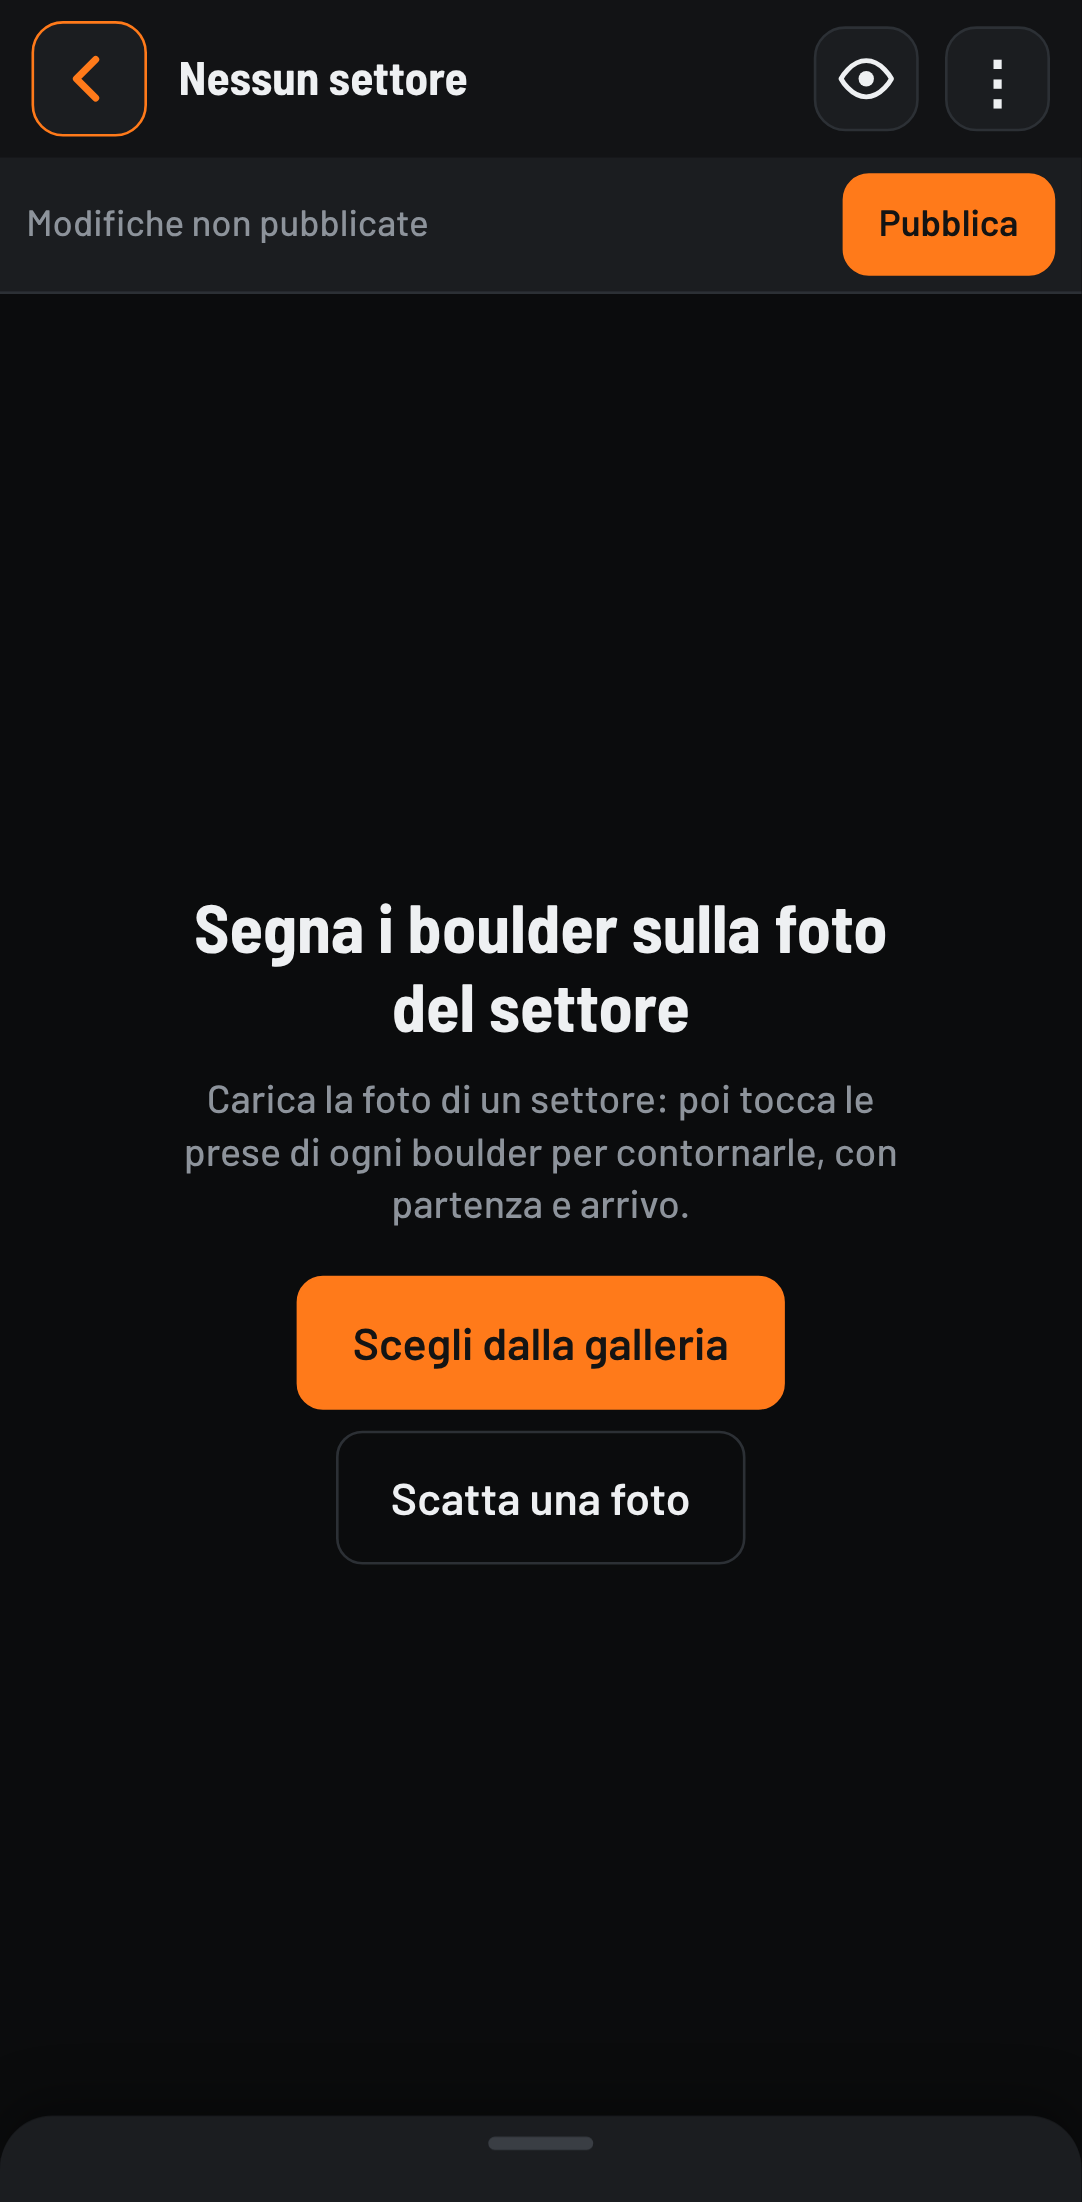 Nessun settore
Modifiche non pubblicate
Pubblica
Segna i boulder sulla foto
del settore
Carica la foto di un settore: poi tocca le
prese di ogni boulder per contornarle, con
partenza e arrivo.
Scegli dalla galleria
Scatta una foto